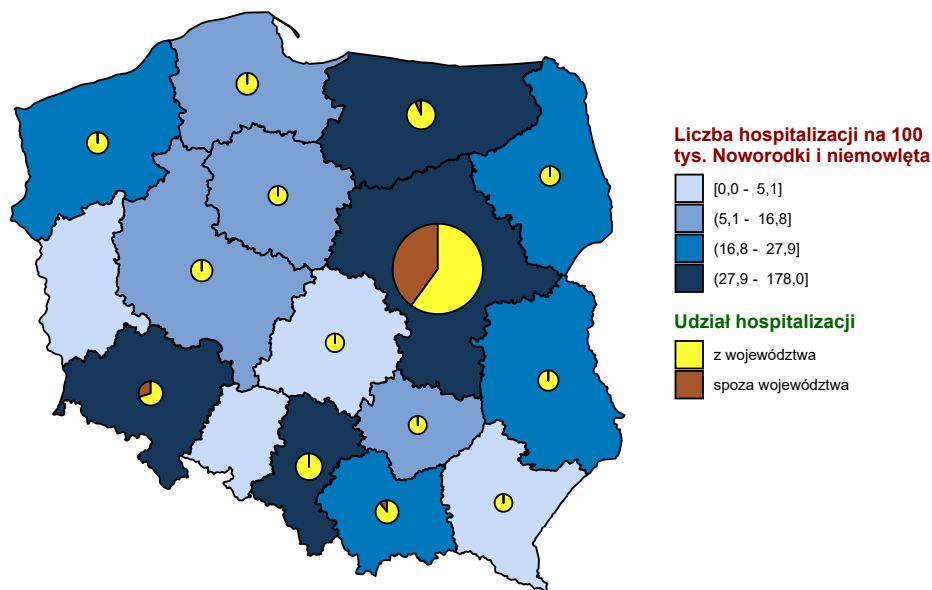 Liczba hospitalizacji na 100
tys. Noworodki i niemowlęta
[0,0 - 5,1]
(5,1 - 16,8]
(16,8 - 27,9]
(27,9 - 178,0]
Udział hospitalizacji
z województwa
spoza województwa